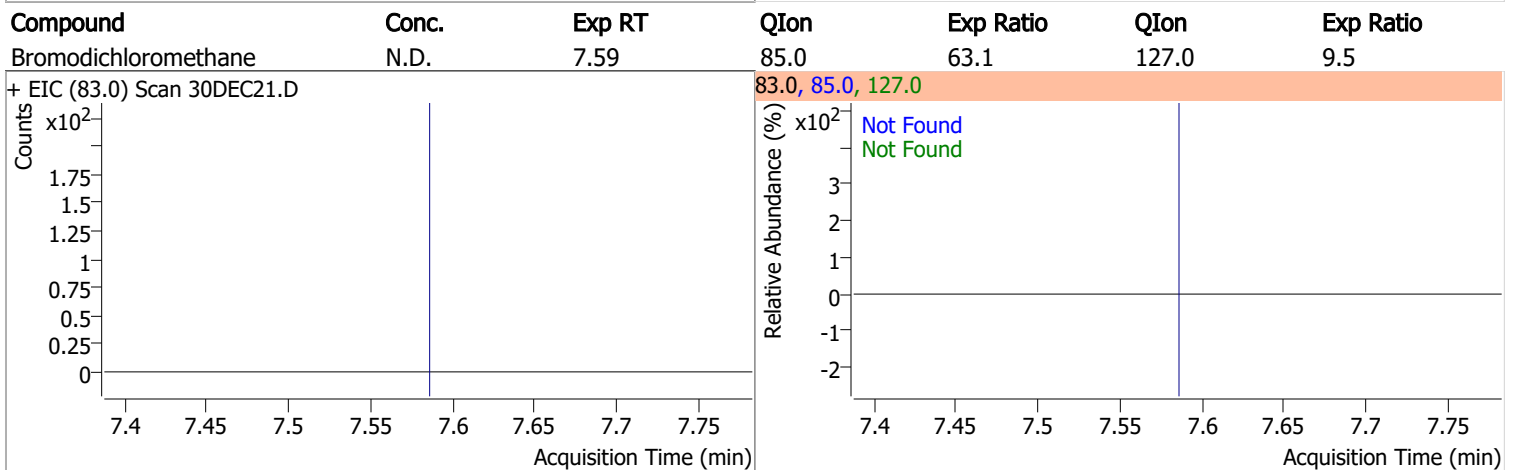 Compound Conc. Exp RT QIon Exp Ratio QIon Exp Ratio
Bromodichloromethane N.D. 7.59 85.0 63.1 127.0 9.5
+ EIC (83.0) Scan 30DEC21.D
Counts
x10²
1.75
1.5
1.25
1
0.75
0.5
0.25
0
7.4 7.45 7.5 7.55 7.6 7.65 7.7 7.75
Acquisition Time (min)
83.0, 85.0, 127.0
Relative Abundance (%)
x10²
Not Found
Not Found
3
2
1
0
-1
-2
7.4 7.45 7.5 7.55 7.6 7.65 7.7 7.75
Acquisition Time (min)